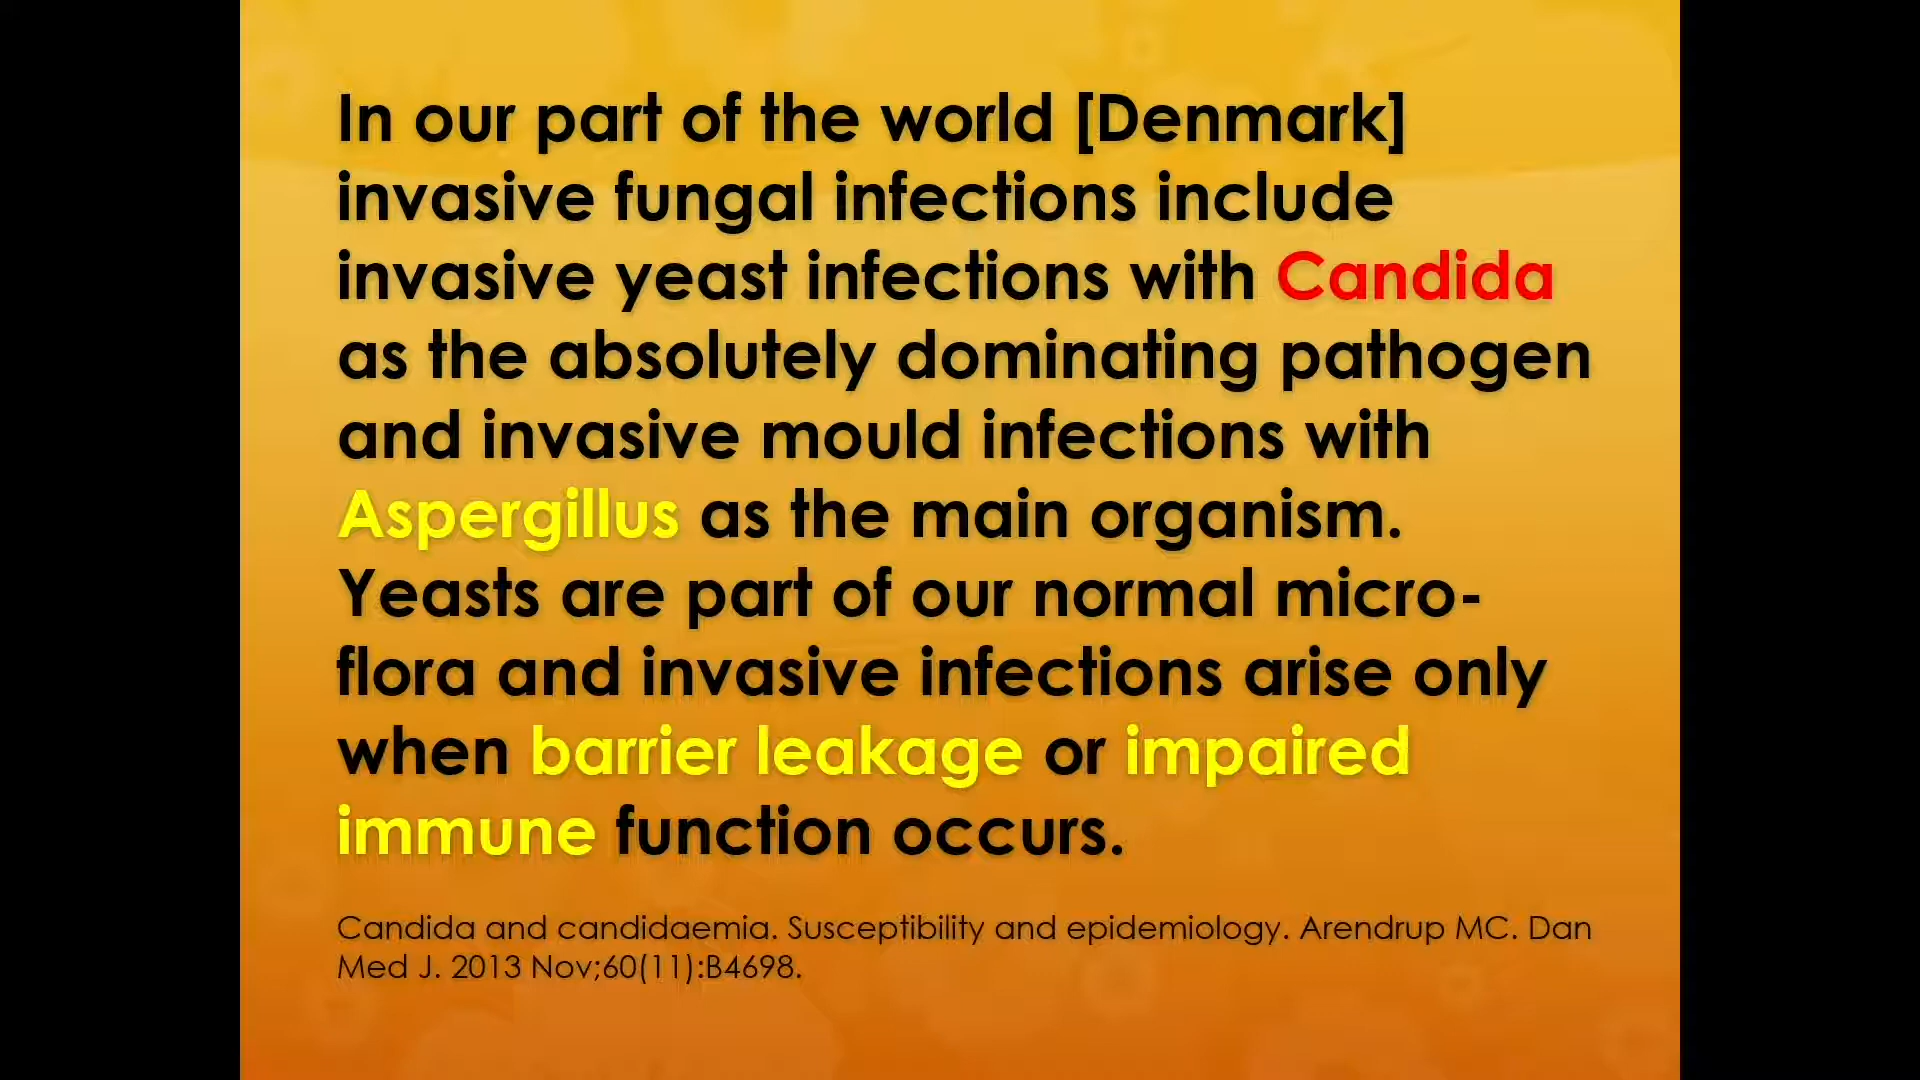 In our part of the world [Denmark]
invasive fungal infections include
invasive yeast infections with Candida
as the absolutely dominating pathogen
and invasive mould infections with
Aspergillus as the main organism.
Yeasts are part of our normal micro-
flora and invasive infections arise only
when barrier leakage or impaired
immune function occurs.
Candida and candidaemia. Susceptibility and epidemiology. Arendrup MC. Dan
Med J. 2013 Nov;60(11):B4698.